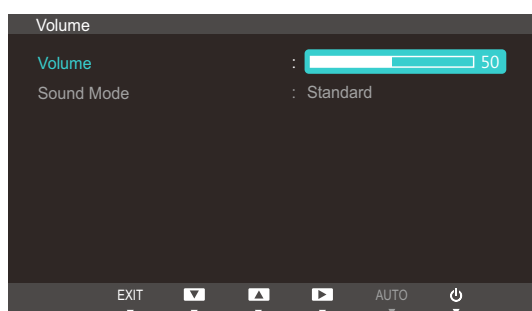 Volume
Volume : 50
Sound Mode : Standard
EXIT AUTO